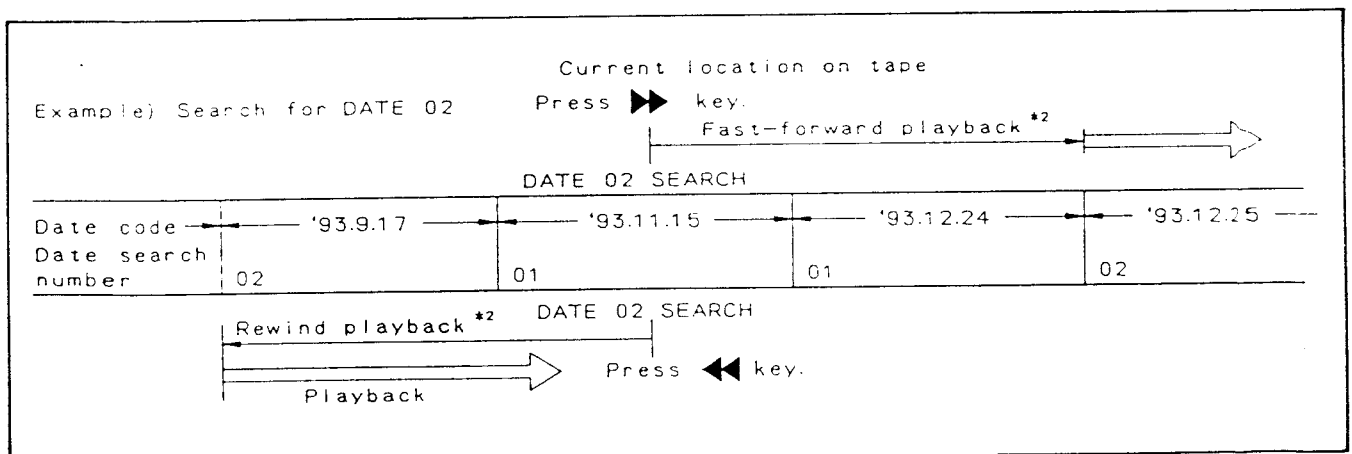 Current location on tape
Example) Search for DATE 02 Press ▶▶ key.
Fast-forward playback *2
DATE 02 SEARCH
Date code '93.9.17 '93.11.15 '93.12.24 '93.12.25
Date search
number 02 01 01 02
DATE 02 SEARCH
Rewind playback *2
Press ◀◀ key.
Playback